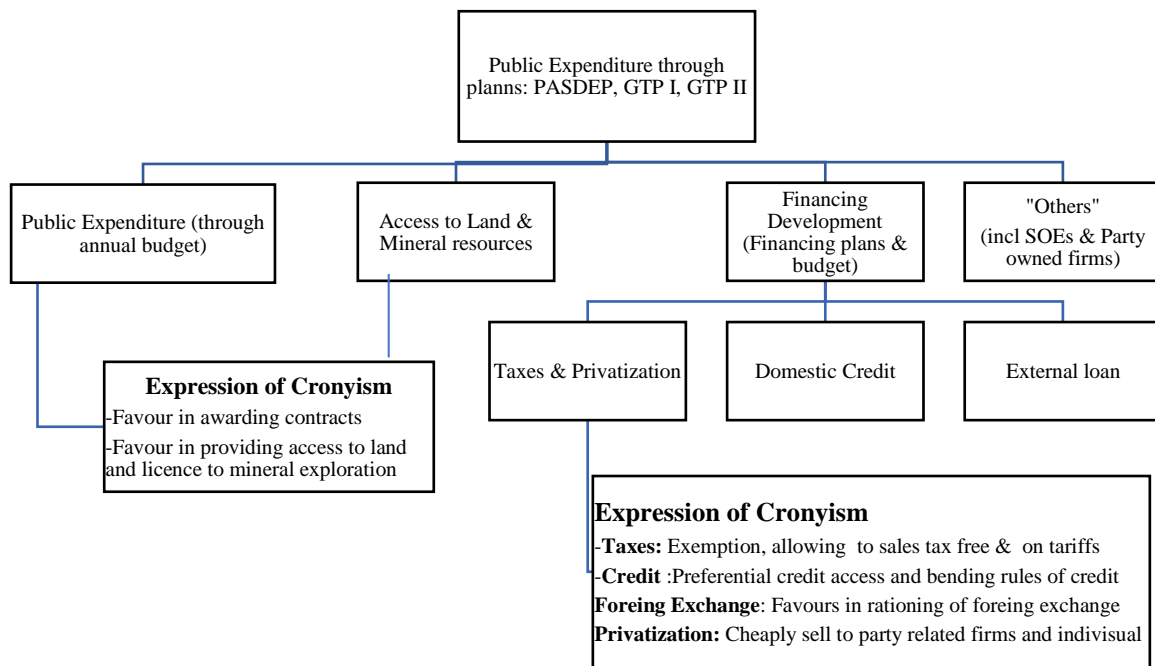 Public Expenditure through
planns: PASDEP, GTP I, GTP II
Public Expenditure (through
annual budget)
Access to Land &
Mineral resources
Financing
Development
(Financing plans &
budget)
"Others"
(incl SOEs & Party
owned firms)
Taxes & Privatization
Domestic Credit
External loan
Expression of Cronyism
-Favour in awarding contracts
-Favour in providing access to land
and licence to mineral exploration
Expression of Cronyism
-Taxes: Exemption, allowing to sales tax free & on tariffs
-Credit :Preferential credit access and bending rules of credit
Foreing Exchange: Favours in rationing of foreing exchange
Privatization: Cheaply sell to party related firms and indivisual